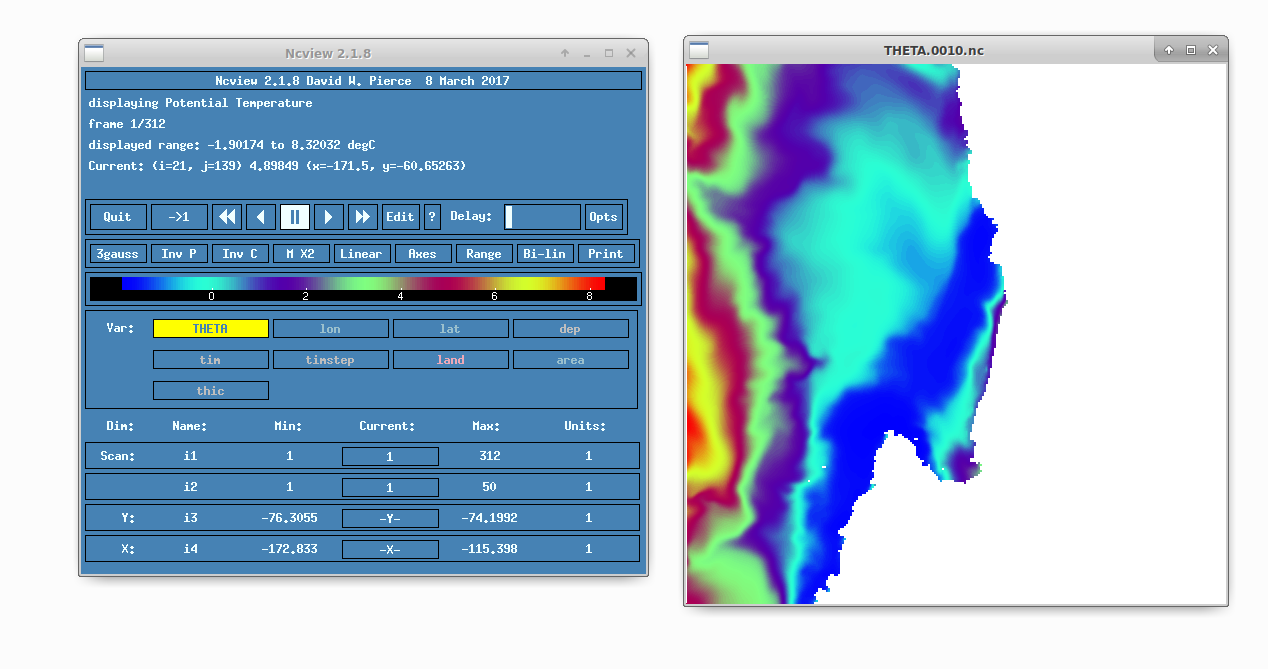 Ncview 2.1.8
Ncview 2.1.8 David W. Pierce  8 March 2017
displaying Potential Temperature
frame 1/312
displayed range: -1.90174 to 8.32032 degC
Current: (i=21, j=139) 4.89849 (x=-171.5, y=-60.65263)
Quit ->1 Edit ? Delay: Opts
3gauss Inv P Inv C M X2 Linear Axes Range Bi-lin Print
0 2 4 6 8
Var: THETA lon lat dep
tim timstep land area
thic
Dim: Name: Min: Current: Max: Units:
Scan: i1 1 1 312 1
i2 1 1 50 1
Y: i3 -76.3055 -Y- -74.1992 1
X: i4 -172.833 -X- -115.398 1
THETA.0010.nc